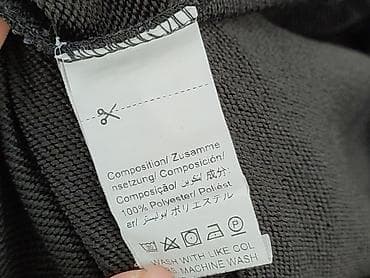 Composition/ Zusamme
nsetzung/ Composición/
Composição/ تكوين/ 成分:
100% Polyester/ Poliést
er/ بوليستر/ ポリエステル
WASH WITH LIKE COL
MACHINE WASH